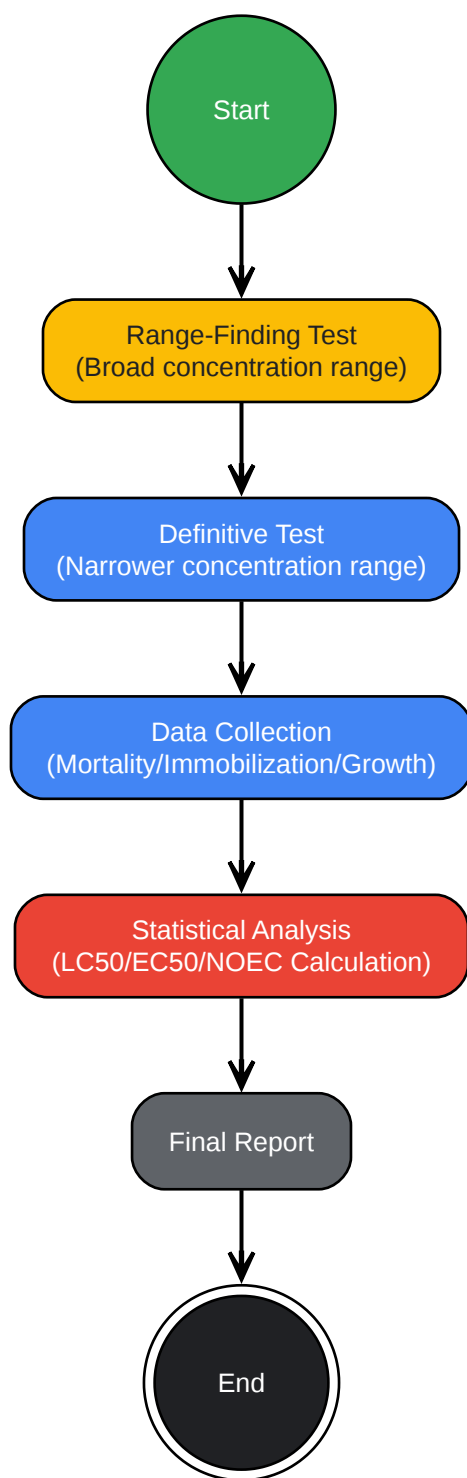 Start
Range-Finding Test
(Broad concentration range)
Definitive Test
(Narrower concentration range)
Data Collection
(Mortality/Immobilization/Growth)
Statistical Analysis
(LC50/EC50/NOEC Calculation)
Final Report
End